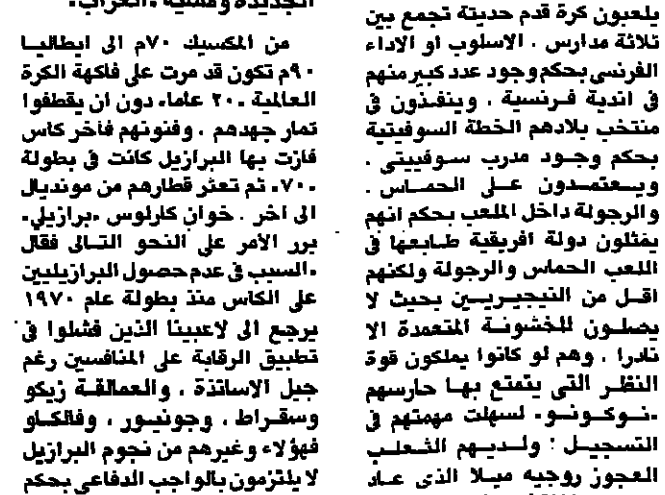 يلعبون كرة قدم حديثة تجمع بين
ثلاثة مدارس . الاسلوب او الاداء
الفرنسي بحكم وجود عدد كبير منهم
في اندية فرنسية ، وينفذون في
منتخب بلادهم الخطة السوفيتية
بحكم وجود مدرب سوفييتي .
ويعتمدون على الحماس .
والرجولة داخل الملعب بحكم انهم
يمثلون دولة افريقية طابعها في
اللعب الحماس والرجولة ولكنهم
اقل من النيجيريين بحيث لا
يصلون للخشونة المتعمدة الا
نادرا . وهم لو كانوا يملكون قوة
النظر التي يتمتع بها حارسهم
«نوكونو» لسهلت مهمتهم في
التسجيل : ولديهم الثعلب
العجوز روجيه ميلا الذي عاد
الجديدة
من المكسيك ٧٠م الى ايطاليا
٩٠م تكون قد مرت على فاكهة الكرة
العالمية «٢٠ عاما» دون ان يقطفوا
ثمار جهدهم . وفنونهم فآخر كاس
فازت بها البرازيل كانت في بطولة
«٧٠» ثم تعثر قطارهم من مونديال
الى اخر . خوان كارلوس «برازيلي»
برر الأمر على النحو التالى فقال
«السبب في عدم حصول البرازيليين
على الكاس منذ بطولة عام ١٩٧٠
يرجع الى لاعبينا الذين فشلوا في
تطبيق الرقابة على المنافسين رغم
جيل الاساتذة ، والعمالقة زيكو
وسقراط ، وجونيور ، وفالكاو
فهؤلاء وغيرهم من نجوم البرازيل
لا يلتزمون بالواجب الدفاعي بحكم